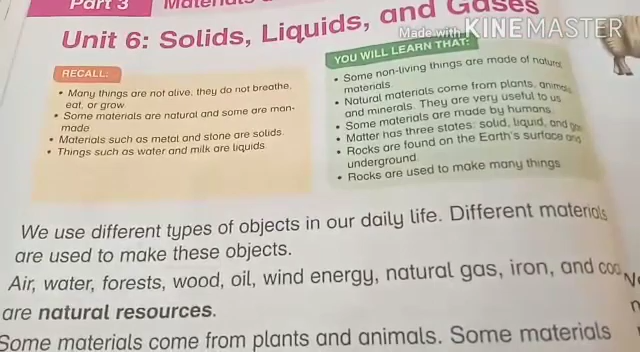 Part 3
Unit 6: Solids, Liquids, and Gases
Made with KINEMASTER
RECALL:
• Many things are not alive, they do not breathe,
eat, or grow.
• Some materials are natural and some are man-
made.
• Materials such as metal and stone are solids.
• Things such as water and milk are liquids.
YOU WILL LEARN THAT:
• Some non-living things are made of natural
materials.
• Natural materials come from plants, animals,
and minerals. They are very useful to us
• Some materials are made by humans.
• Matter has three states: solid, liquid, and gas
• Rocks are found on the Earth's surface and
underground.
• Rocks are used to make many things.
We use different types of objects in our daily life. Different materials
are used to make these objects.
Air, water, forests, wood, oil, wind energy, natural gas, iron, and
are natural resources.
Some materials come from plants and animals. Some materials